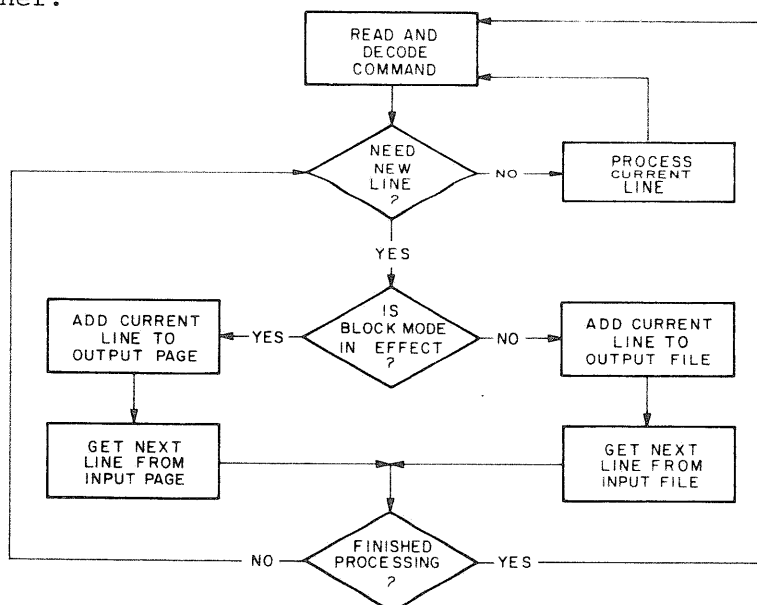 READ AND
DECODE
COMMAND
NEED
NEW
LINE
?
NO
PROCESS
CURRENT
LINE
YES
IS
BLOCK MODE
IN EFFECT
?
YES
NO
ADD CURRENT
LINE TO
OUTPUT PAGE
ADD CURRENT
LINE TO
OUTPUT FILE
GET NEXT
LINE FROM
INPUT PAGE
GET NEXT
LINE FROM
INPUT FILE
FINISHED
PROCESSING
?
NO
YES